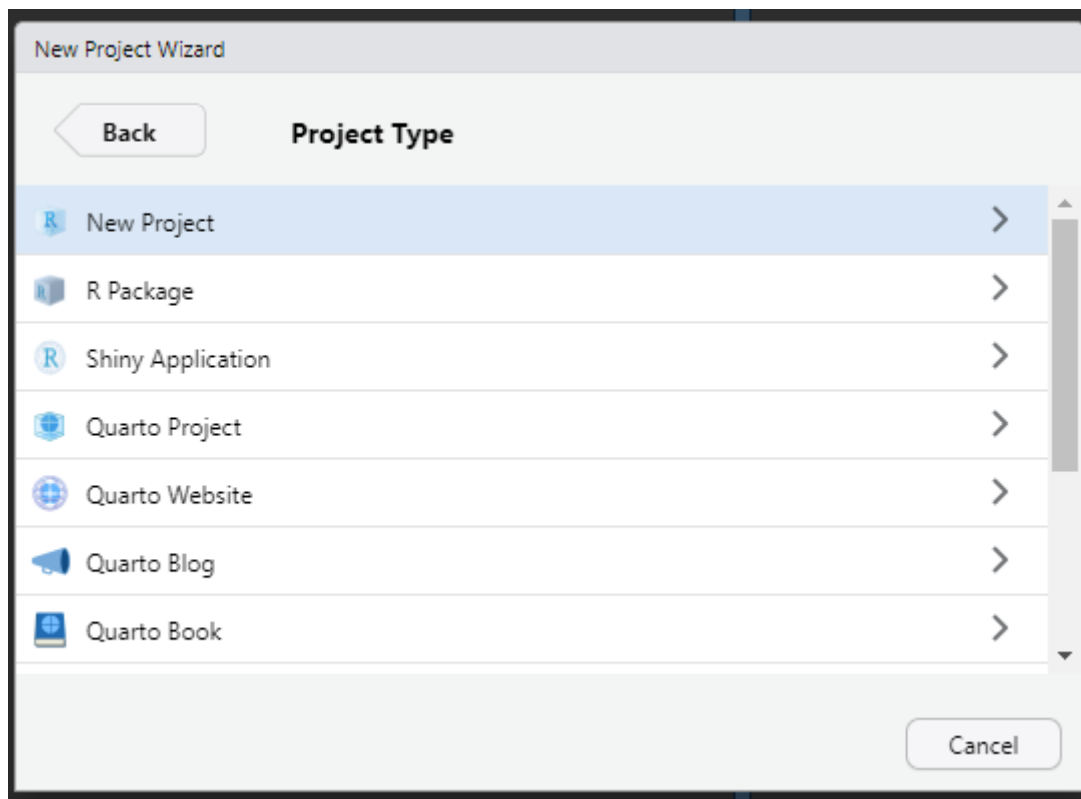 New Project Wizard
Back
Project Type
R New Project
R R Package
R Shiny Application
Quarto Project
Quarto Website
Quarto Blog
Quarto Book
Cancel